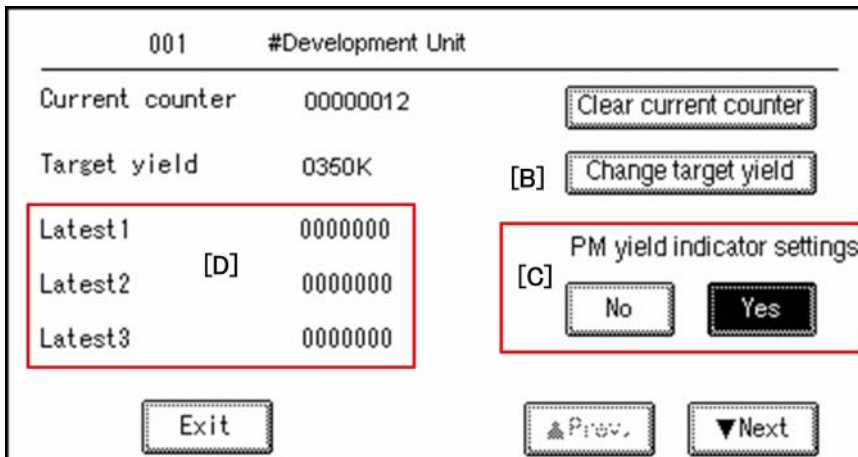 001 #Development Unit
Current counter 00000012 Clear current counter
Target yield 0350K [B] Change target yield
Latest1 0000000 PM yield indicator settings
[D] [C]
Latest2 0000000 No Yes
Latest3 0000000
Exit ▲Prev. ▼Next